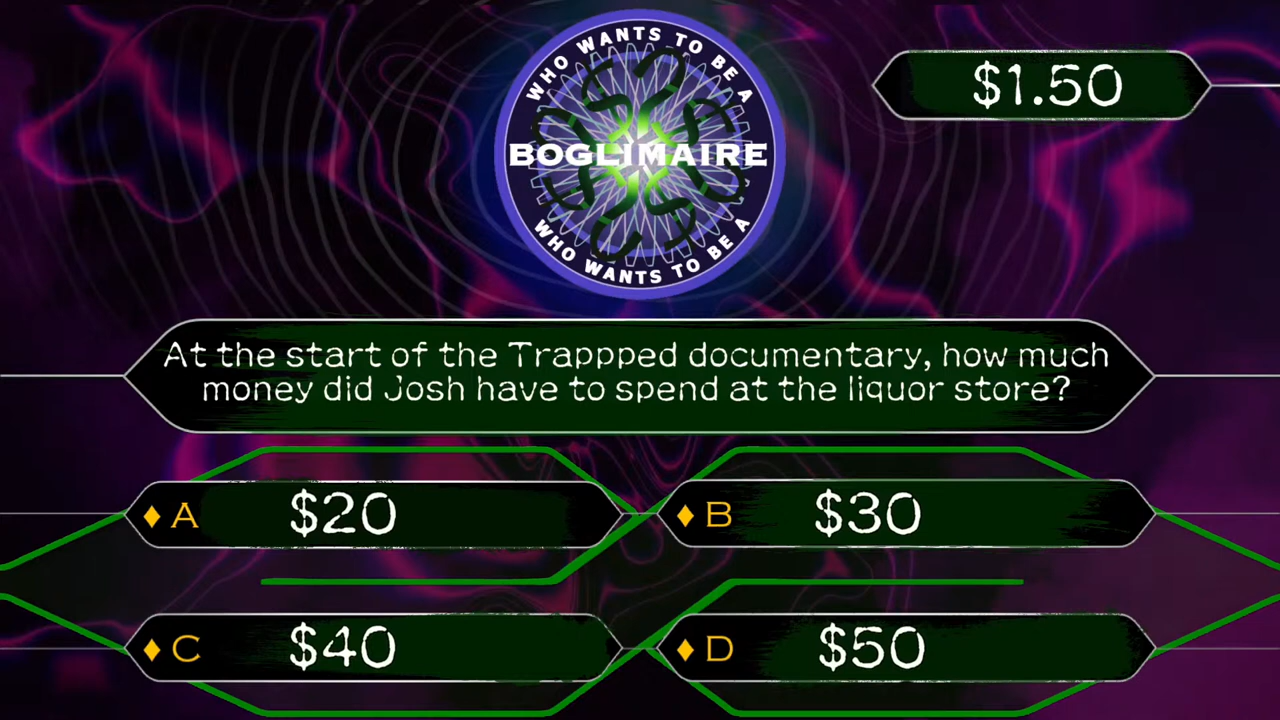 WHO WANTS TO BE A
BOGLIMAIRE
WHO WANTS TO BE A
$1.50
At the start of the Trappped documentary, how much
money did Josh have to spend at the liquor store?
A $20
B $30
C $40
D $50